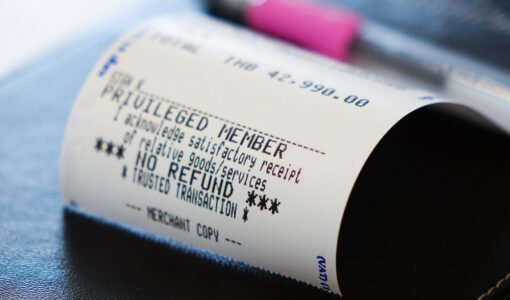 TOTAL THB 42,990.00
SIGN X
PRIVILEGED MEMBER
I acknowledge satisfactory receipt
of relative goods/services
*** NO REFUND ***
* TRUSTED TRANSACTION *
--- MERCHANT COPY ---